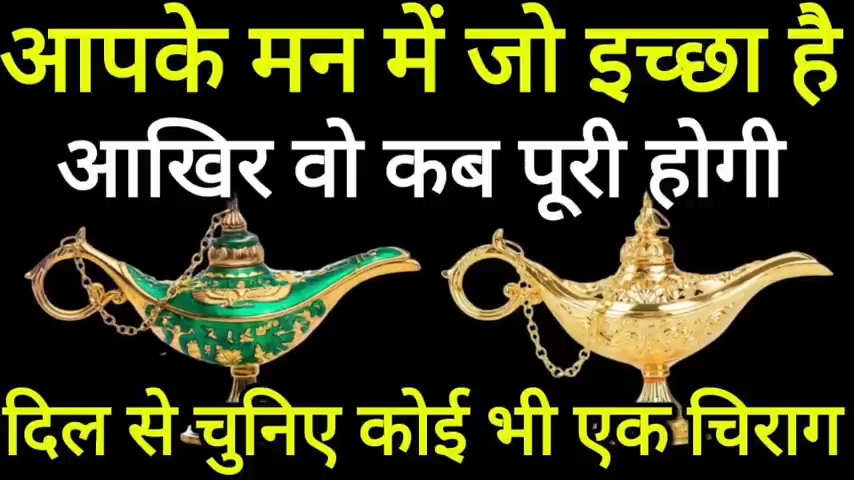 आपके मन में जो इच्छा है
आखिर वो कब पूरी होगी
दिल से चुनिए कोई भी एक चिराग